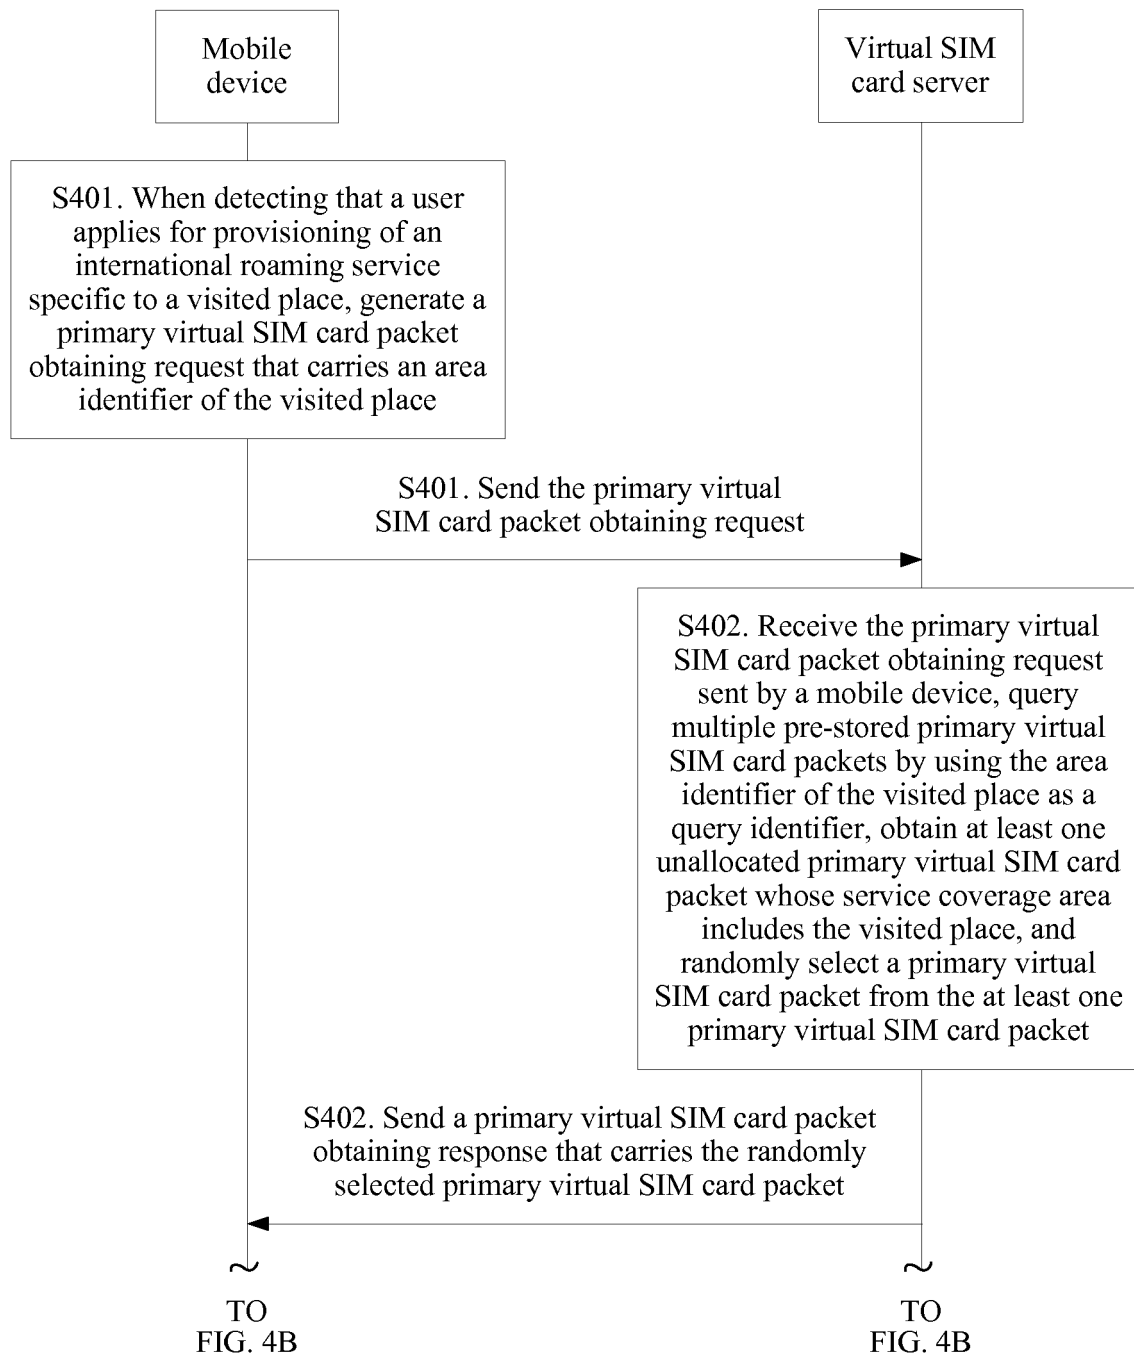 Mobile
device
Virtual SIM
card server
S401. When detecting that a user
applies for provisioning of an
international roaming service
specific to a visited place, generate a
primary virtual SIM card packet
obtaining request that carries an area
identifier of the visited place
S401. Send the primary virtual
SIM card packet obtaining request
S402. Receive the primary virtual
SIM card packet obtaining request
sent by a mobile device, query
multiple pre-stored primary virtual
SIM card packets by using the area
identifier of the visited place as a
query identifier, obtain at least one
unallocated primary virtual SIM card
packet whose service coverage area
includes the visited place, and
randomly select a primary virtual
SIM card packet from the at least one
primary virtual SIM card packet
S402. Send a primary virtual SIM card packet
obtaining response that carries the randomly
selected primary virtual SIM card packet
TO
FIG. 4B
TO
FIG. 4B